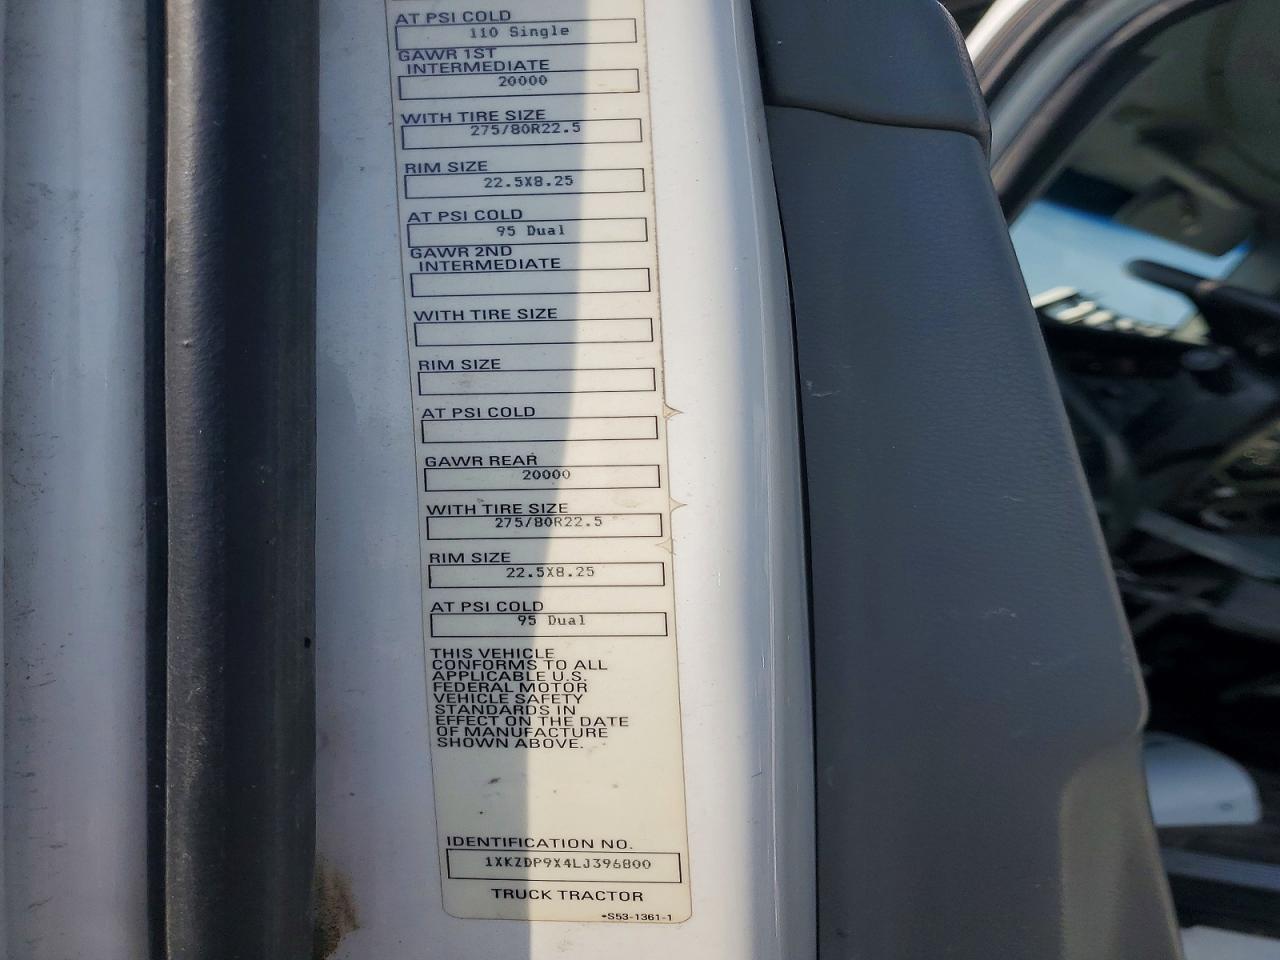 AT PSI COLD
110 Single
GAWR 1ST
INTERMEDIATE
20000
WITH TIRE SIZE
275/80R22.5
RIM SIZE
22.5X8.25
AT PSI COLD
95 Dual
GAWR 2ND
INTERMEDIATE
WITH TIRE SIZE
RIM SIZE
AT PSI COLD
GAWR REAR
20000
WITH TIRE SIZE
275/80R22.5
RIM SIZE
22.5X8.25
AT PSI COLD
95 Dual
THIS VEHICLE
CONFORMS TO ALL
APPLICABLE U.S.
FEDERAL MOTOR
VEHICLE SAFETY
STANDARDS IN
EFFECT ON THE DATE
OF MANUFACTURE
SHOWN ABOVE.
IDENTIFICATION NO.
1XKZDP9X4LJ396800
TRUCK TRACTOR
•S53-1361-1